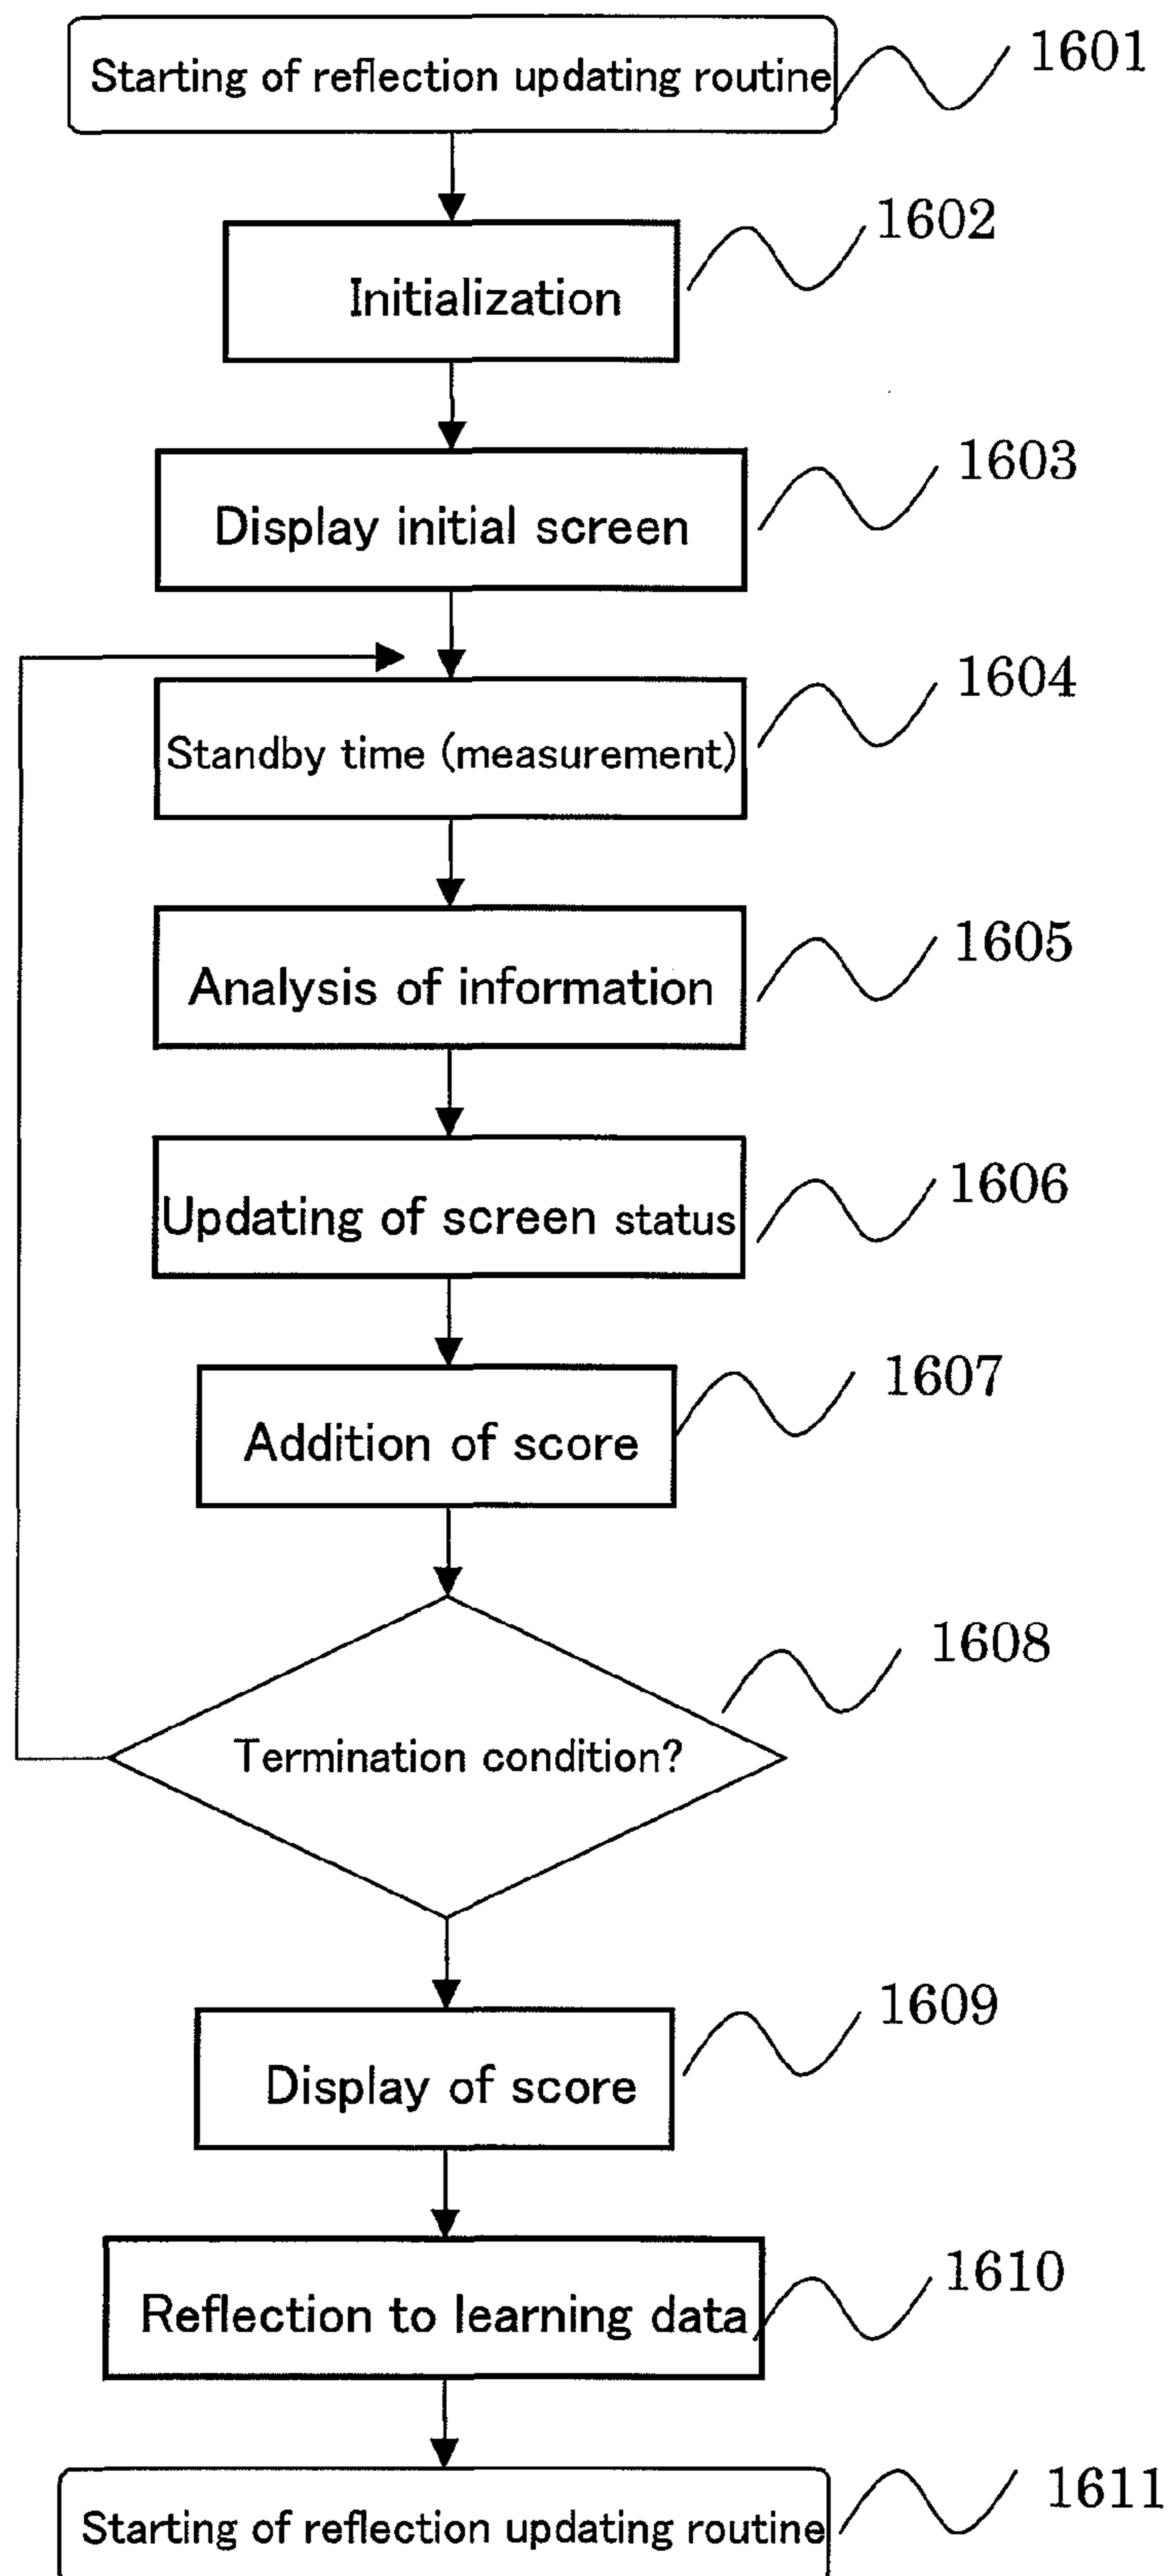 Starting of reflection updating routine
1601
Initialization
1602
Display initial screen
1603
Standby time (measurement)
1604
Analysis of information
1605
Updating of screen status
1606
Addition of score
1607
Termination condition?
1608
Display of score
1609
Reflection to learning data
1610
Starting of reflection updating routine
1611